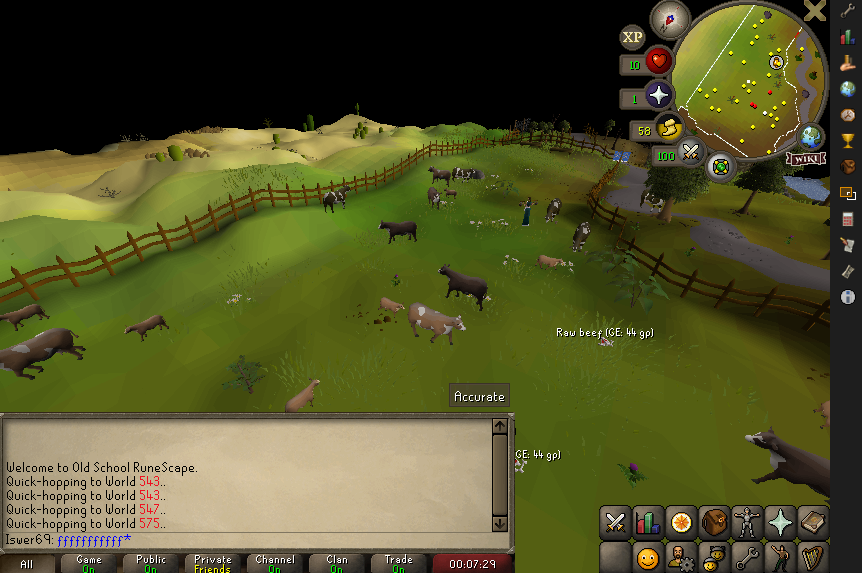 XP
10
1
58
100
WIKI
Raw beef (GE: 44 gp)
Accurate
GE: 44 gp)
Welcome to Old School RuneScape.
Quick-hopping to World 543..
Quick-hopping to World 543..
Quick-hopping to World 547..
Quick-hopping to World 575..
Iswer69: fffffffffff*
All
Game
On
Public
On
Private
Friends
Channel
On
Clan
On
Trade
On
00:07:29